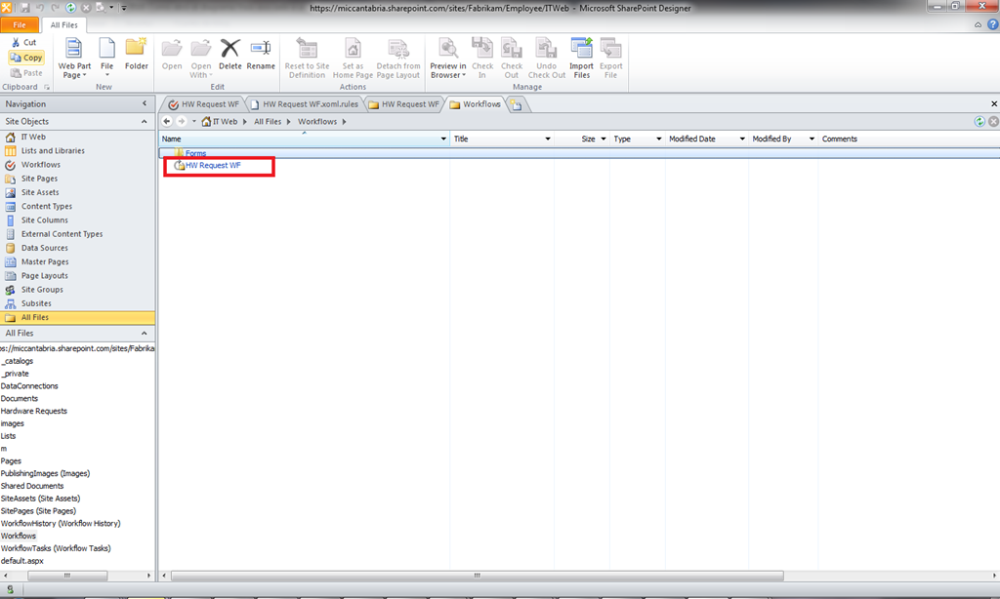 https://miccantabria.sharepoint.com/sites/Fabrikam/Employee/ITWeb - Microsoft SharePoint Designer
File
All Files
Cut
Copy
Paste
Clipboard
Web Part Page
File
Folder
New
Open
Open With
Delete
Rename
Edit
Reset to Site Definition
Set as Home Page
Detach from Page Layout
Actions
Preview in Browser
Check In
Check Out
Undo Check Out
Import Files
Export File
Manage
Navigation
HW Request WF
HW Request WF.xoml.rules
HW Request WF
Workflows
Site Objects
IT Web
All Files
Workflows
Name
Title
Size
Type
Modified Date
Modified By
Comments
Forms
HW Request WF
IT Web
Lists and Libraries
Workflows
Site Pages
Site Assets
Content Types
Site Columns
External Content Types
Data Sources
Master Pages
Page Layouts
Site Groups
Subsites
All Files
All Files
ps://miccantabria.sharepoint.com/sites/Fabrika
_catalogs
_private
DataConnections
Documents
Hardware Requests
images
Lists
m
Pages
PublishingImages (Images)
Shared Documents
SiteAssets (Site Assets)
SitePages (Site Pages)
WorkflowHistory (Workflow History)
Workflows
WorkflowTasks (Workflow Tasks)
default.aspx